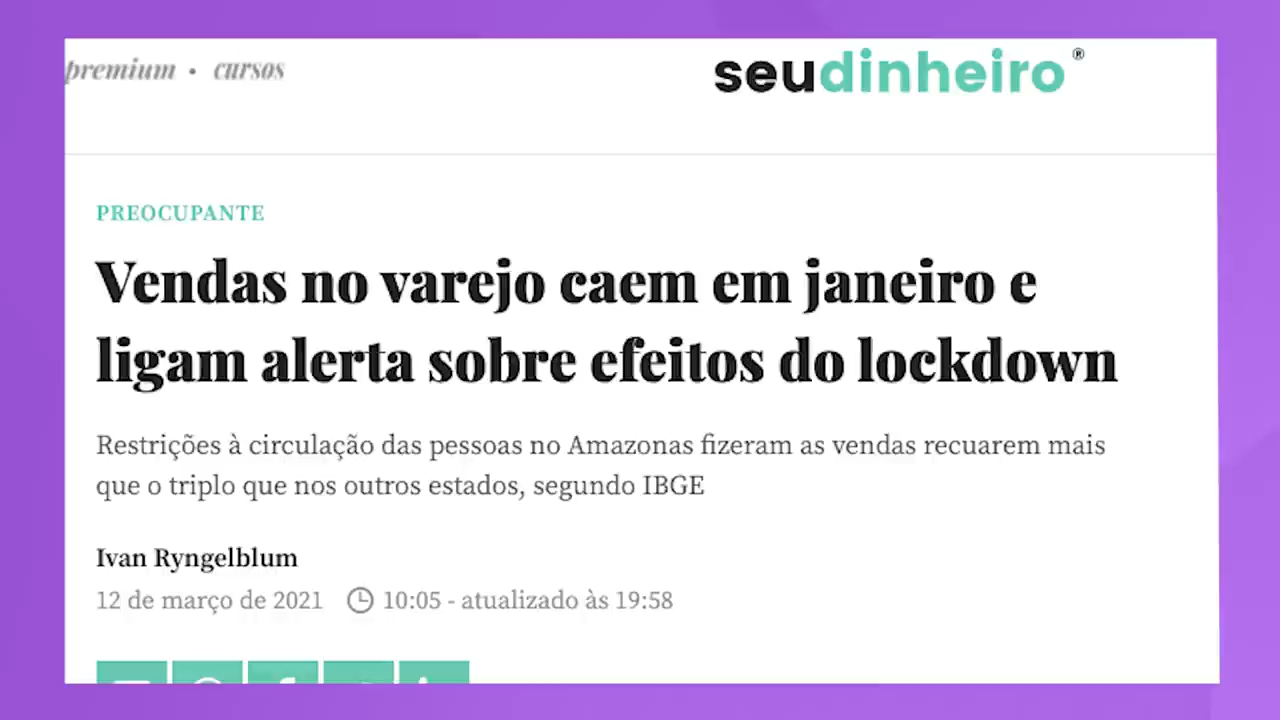 premium • cursos
seudinheiro®
PREOCUPANTE
Vendas no varejo caem em janeiro e
ligam alerta sobre efeitos do lockdown
Restrições à circulação das pessoas no Amazonas fizeram as vendas recuarem mais
que o triplo que nos outros estados, segundo IBGE
Ivan Ryngelblum
12 de março de 2021 10:05 - atualizado às 19:58